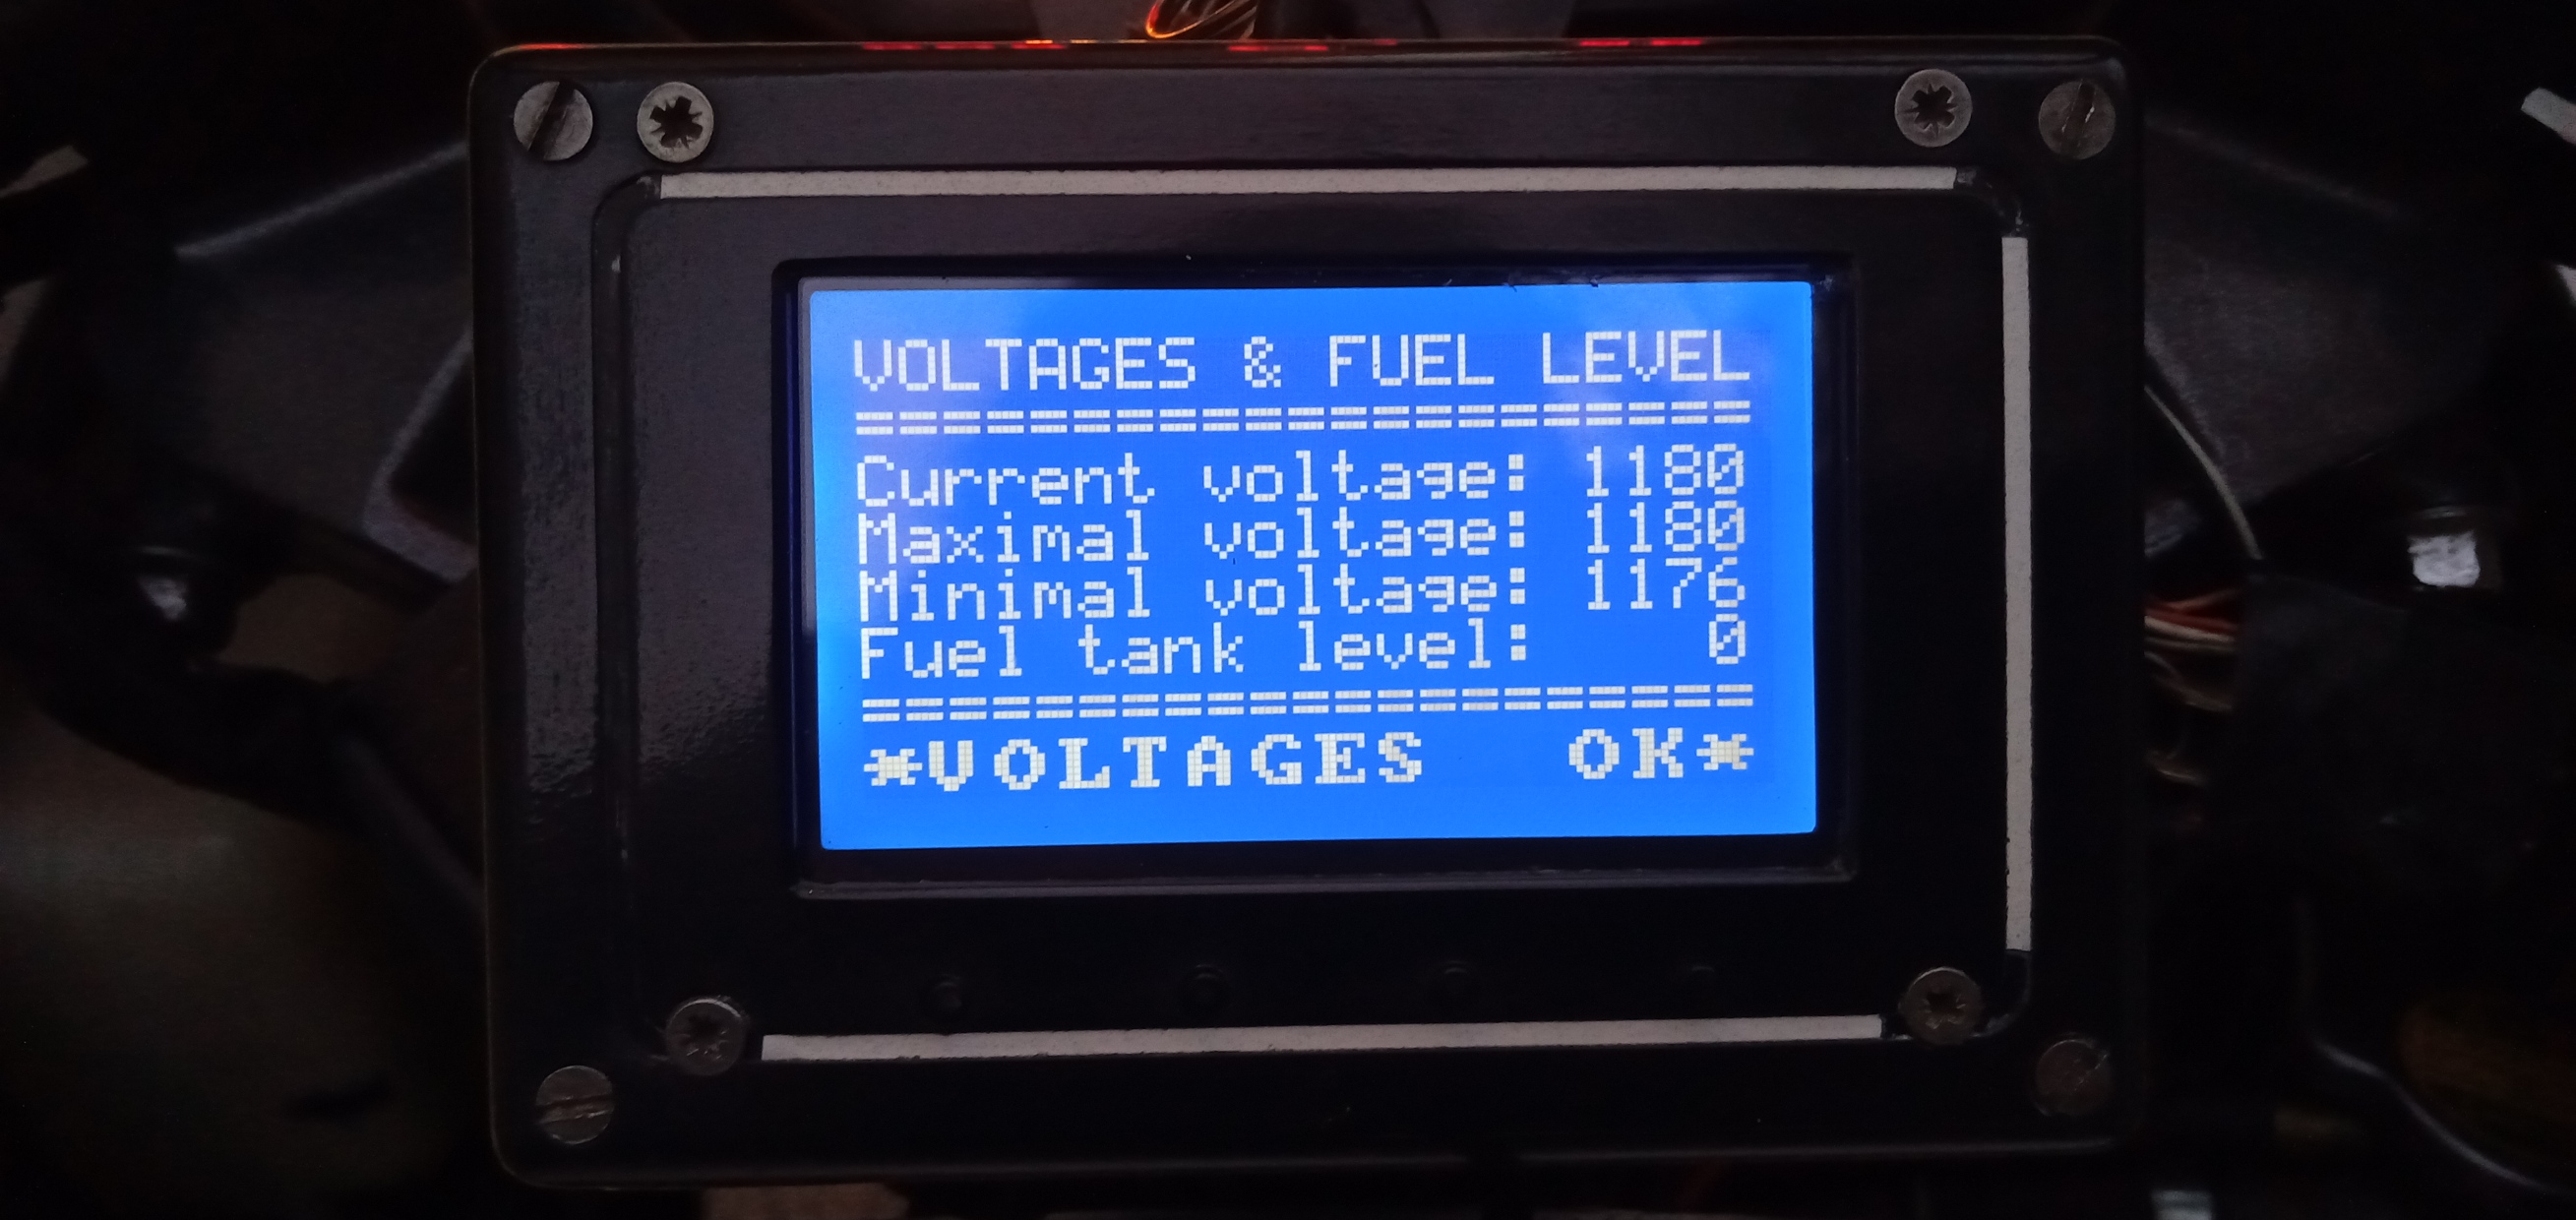 VOLTAGES & FUEL LEVEL
=====================
Current voltage: 1180
Maximal voltage: 1180
Minimal voltage: 1176
Fuel tank level: 0
=====================
*VOLTAGES OK*